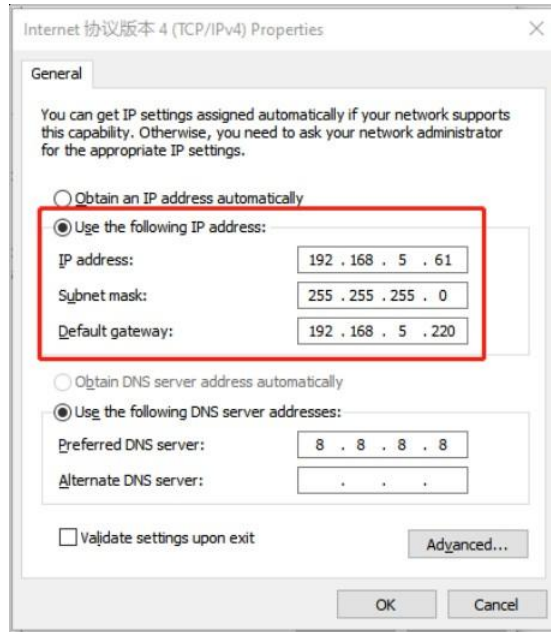 Internet 协议版本 4 (TCP/IPv4) Properties
General
You can get IP settings assigned automatically if your network supports
this capability. Otherwise, you need to ask your network administrator
for the appropriate IP settings.
Obtain an IP address automatically
Use the following IP address:
IP address: 192 . 168 . 5 . 61
Subnet mask: 255 . 255 . 255 . 0
Default gateway: 192 . 168 . 5 . 220
Obtain DNS server address automatically
Use the following DNS server addresses:
Preferred DNS server: 8 . 8 . 8 . 8
Alternate DNS server: . . .
Validate settings upon exit
Advanced...
OK Cancel